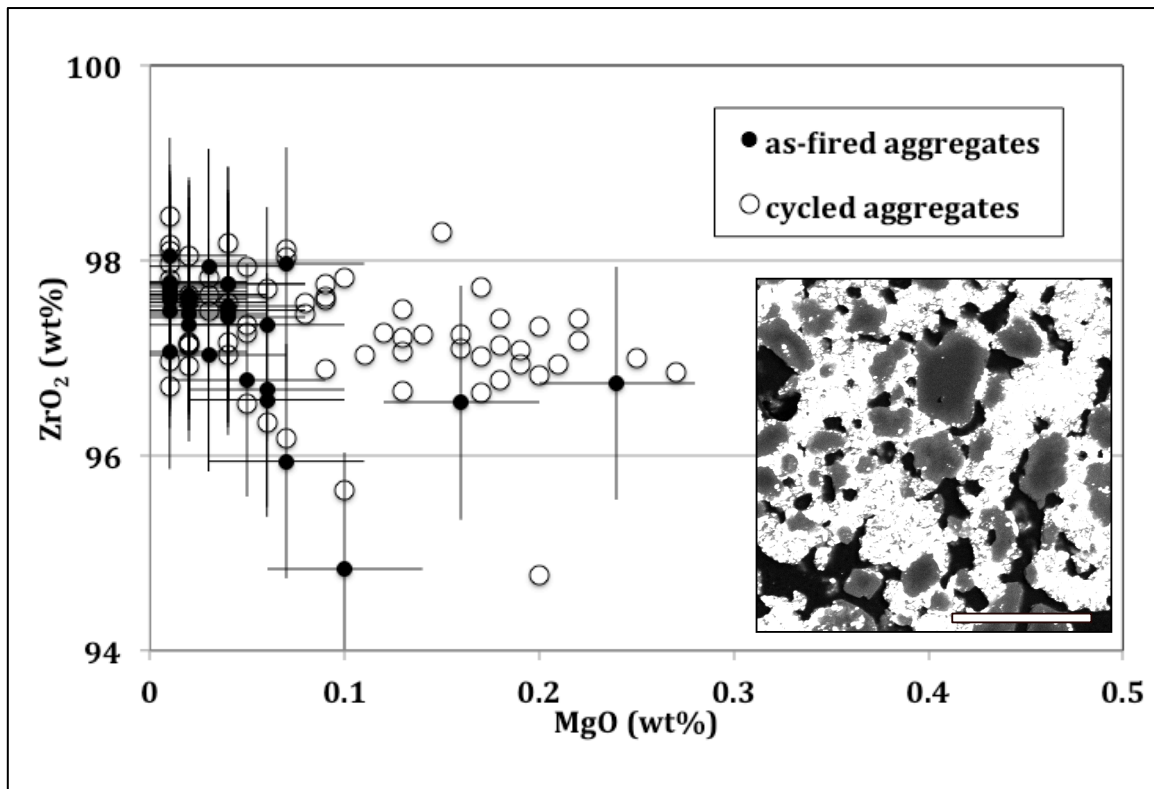 100
98
96
94
ZrO₂ (wt%)
0 0.1 0.2 0.3 0.4 0.5
MgO (wt%)
as-fired aggregates
cycled aggregates